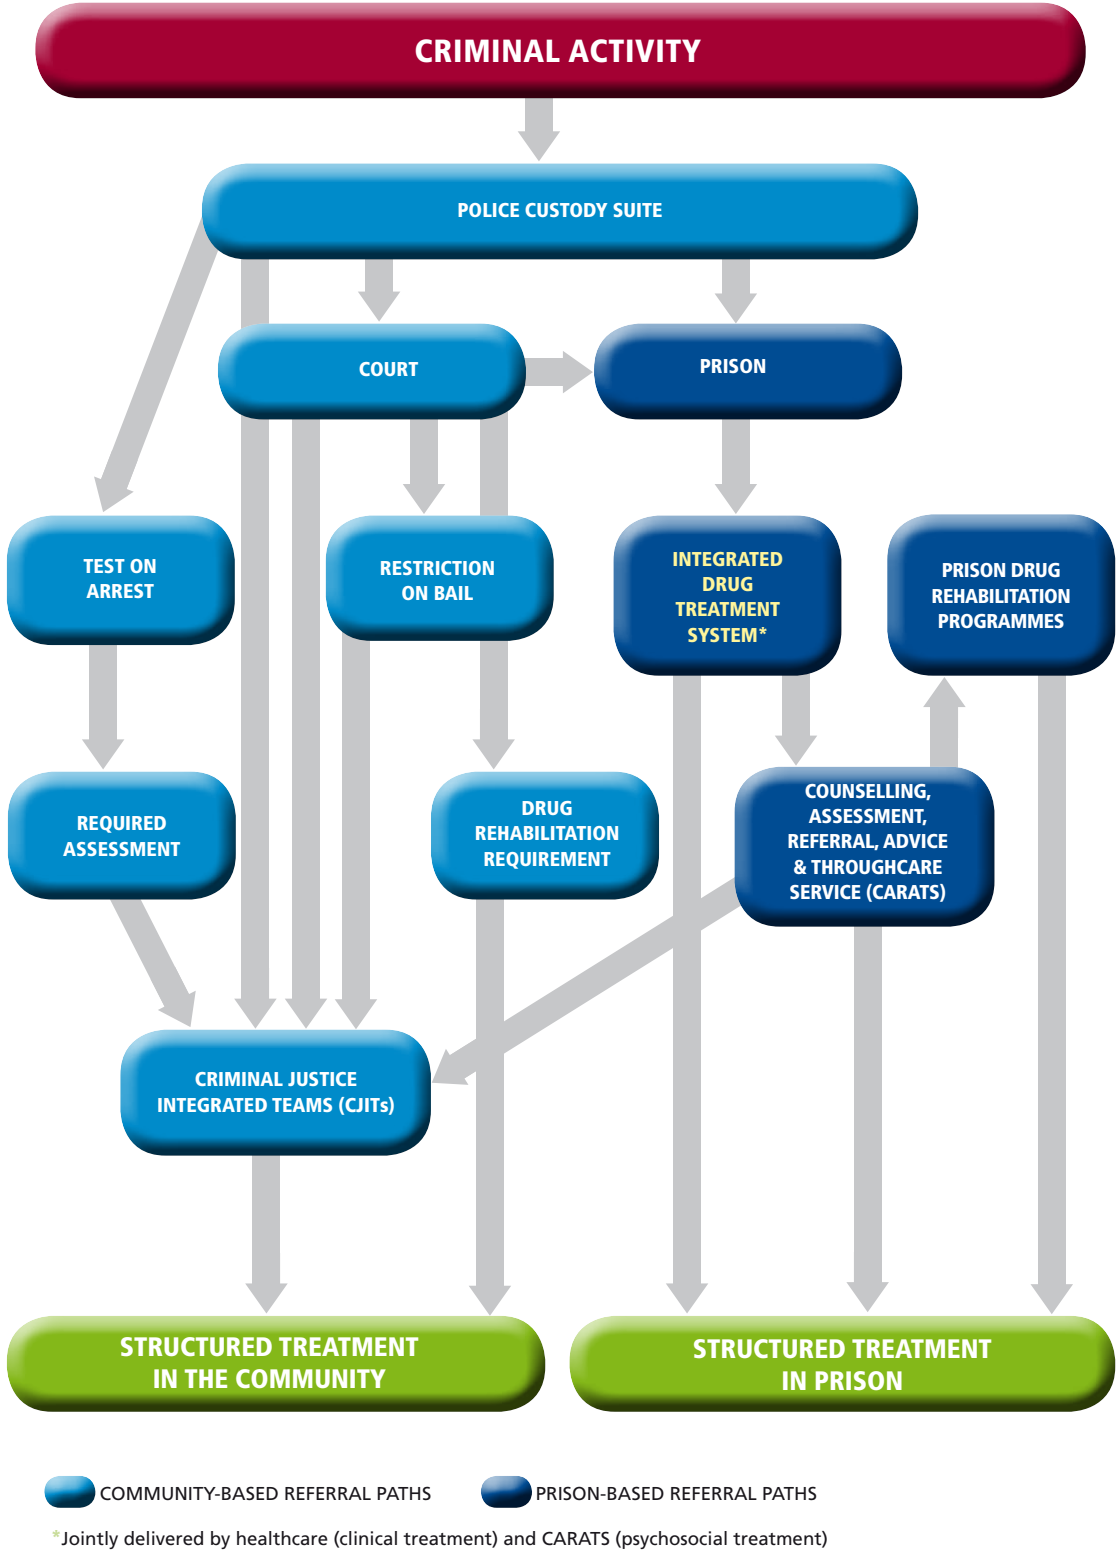 CRIMINAL ACTIVITY
POLICE CUSTODY SUITE
COURT
PRISON
TEST ON
ARREST
RESTRICTION
ON BAIL
INTEGRATED
DRUG
TREATMENT
SYSTEM*
PRISON DRUG
REHABILITATION
PROGRAMMES
REQUIRED
ASSESSMENT
DRUG
REHABILITATION
REQUIREMENT
COUNSELLING,
ASSESSMENT,
REFERRAL, ADVICE
& THROUGHCARE
SERVICE (CARATS)
CRIMINAL JUSTICE
INTEGRATED TEAMS (CJITs)
STRUCTURED TREATMENT
IN THE COMMUNITY
STRUCTURED TREATMENT
IN PRISON
COMMUNITY-BASED REFERRAL PATHS
PRISON-BASED REFERRAL PATHS
*Jointly delivered by healthcare (clinical treatment) and CARATS (psychosocial treatment)